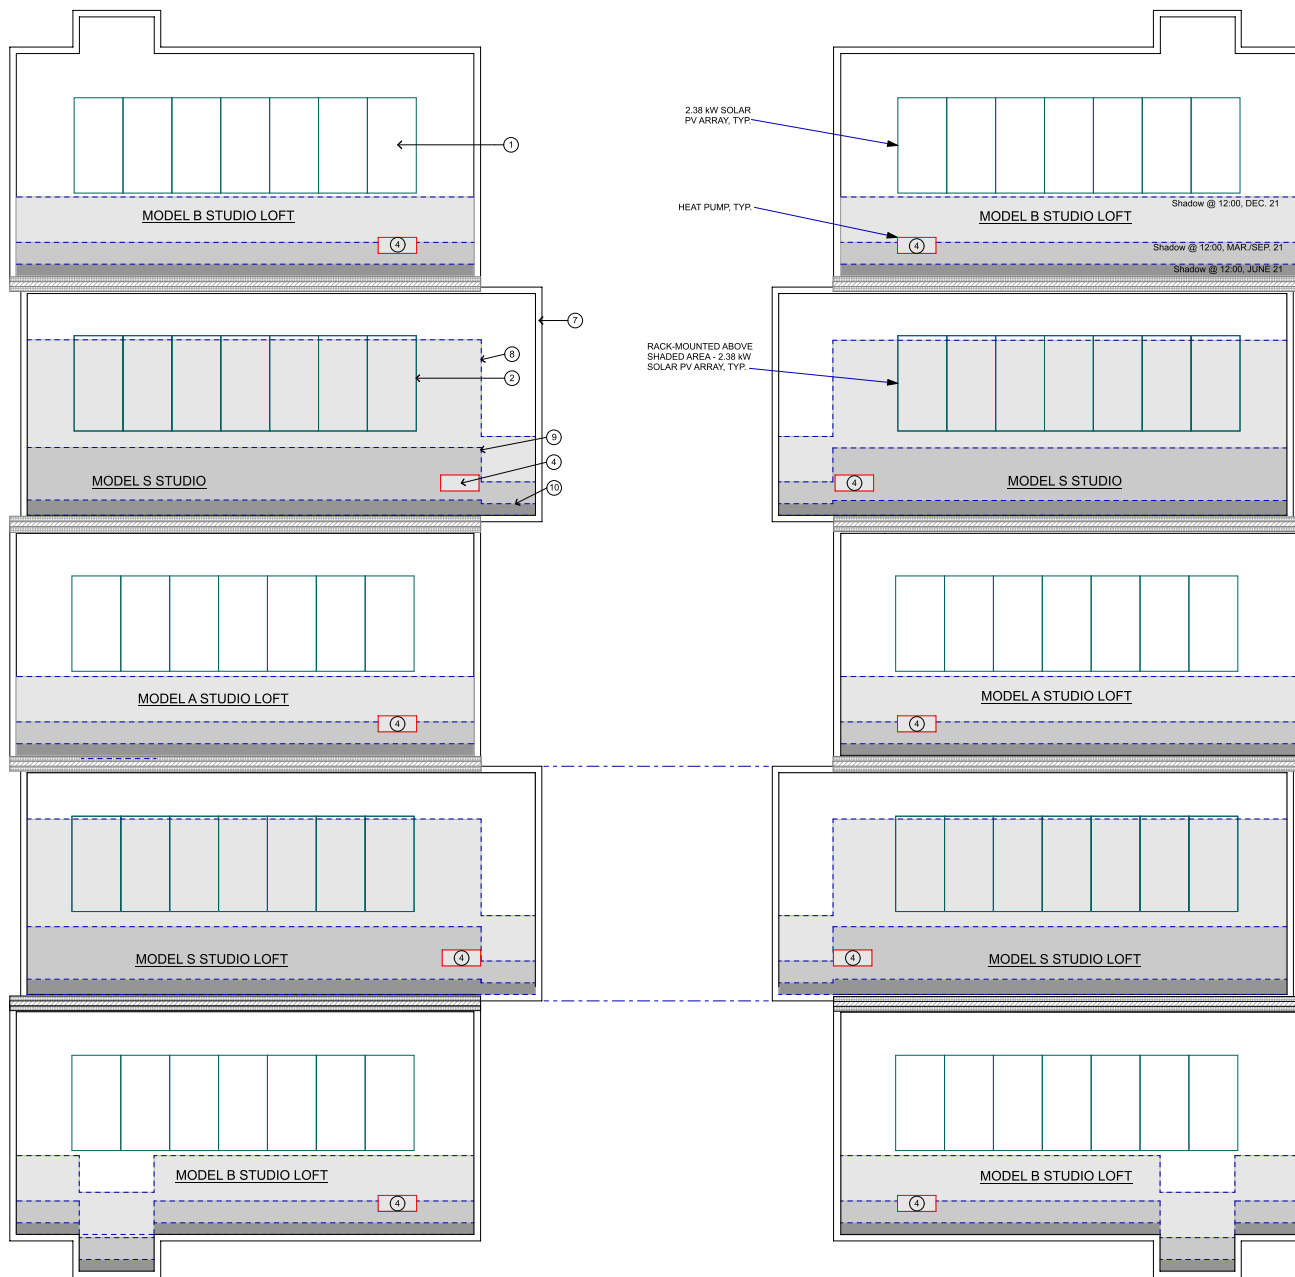 2.38 kW SOLAR
PV ARRAY, TYP.
1
HEAT PUMP, TYP.
MODEL B STUDIO LOFT
4
MODEL B STUDIO LOFT
Shadow @ 12:00, DEC. 21
4
Shadow @ 12:00, MAR./SEP. 21
Shadow @ 12:00, JUNE 21
7
8
2
9
4
10
MODEL S STUDIO
RACK-MOUNTED ABOVE
SHADED AREA - 2.38 kW
SOLAR PV ARRAY, TYP.
4
MODEL S STUDIO
MODEL A STUDIO LOFT
4
MODEL A STUDIO LOFT
4
MODEL S STUDIO LOFT
4
4
MODEL S STUDIO LOFT
MODEL B STUDIO LOFT
4
MODEL B STUDIO LOFT
4